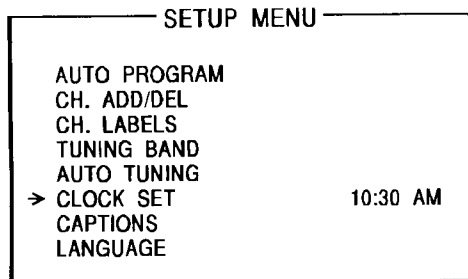 SETUP MENU
AUTO PROGRAM
CH. ADD/DEL
CH. LABELS
TUNING BAND
AUTO TUNING
→ CLOCK SET 10:30 AM
CAPTIONS
LANGUAGE